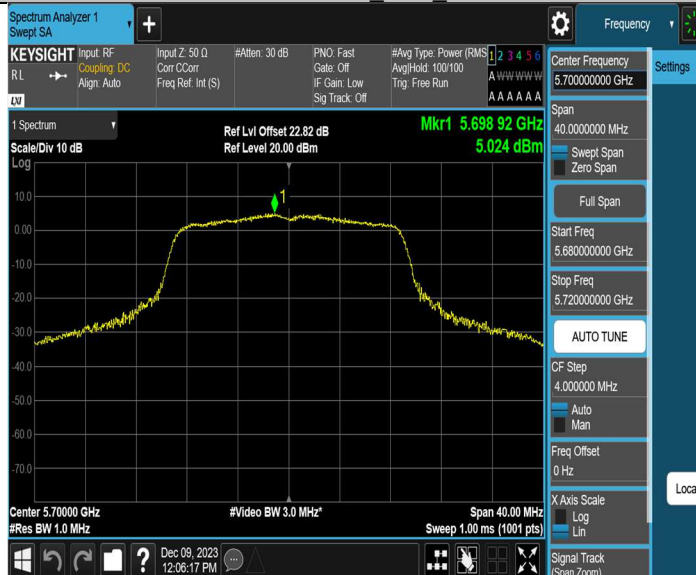 Spectrum Analyzer 1
Swept SA
Frequency
KEYSIGHT
Input: RF
Input Z: 50 Ω
#Atten: 30 dB
PNO: Fast
#Avg Type: Power (RMS
1 2 3 4 5 6
R L
Coupling: DC
Corr CCorr
Gate: Off
Avg|Hold: 100/100
A W W W W W
Align: Auto
Freq Ref: Int (S)
IF Gain: Low
Trig: Free Run
Sig Track: Off
A A A A A A
LXI
1 Spectrum
Scale/Div 10 dB
Log
Ref Lvl Offset 22.82 dB
Ref Level 20.00 dBm
Mkr1 5.698 92 GHz
5.024 dBm
1
10.0
0.00
-10.0
-20.0
-30.0
-40.0
-50.0
-60.0
-70.0
Center 5.70000 GHz
#Video BW 3.0 MHz*
Span 40.00 MHz
#Res BW 1.0 MHz
Sweep 1.00 ms (1001 pts)
Dec 09, 2023
12:06:17 PM
Center Frequency
5.700000000 GHz
Settings
Span
40.0000000 MHz
Swept Span
Zero Span
Full Span
Start Freq
5.680000000 GHz
Stop Freq
5.720000000 GHz
AUTO TUNE
CF Step
4.000000 MHz
Auto
Man
Freq Offset
0 Hz
X Axis Scale
Log
Lin
Loca
Signal Track
(Span Zoom)